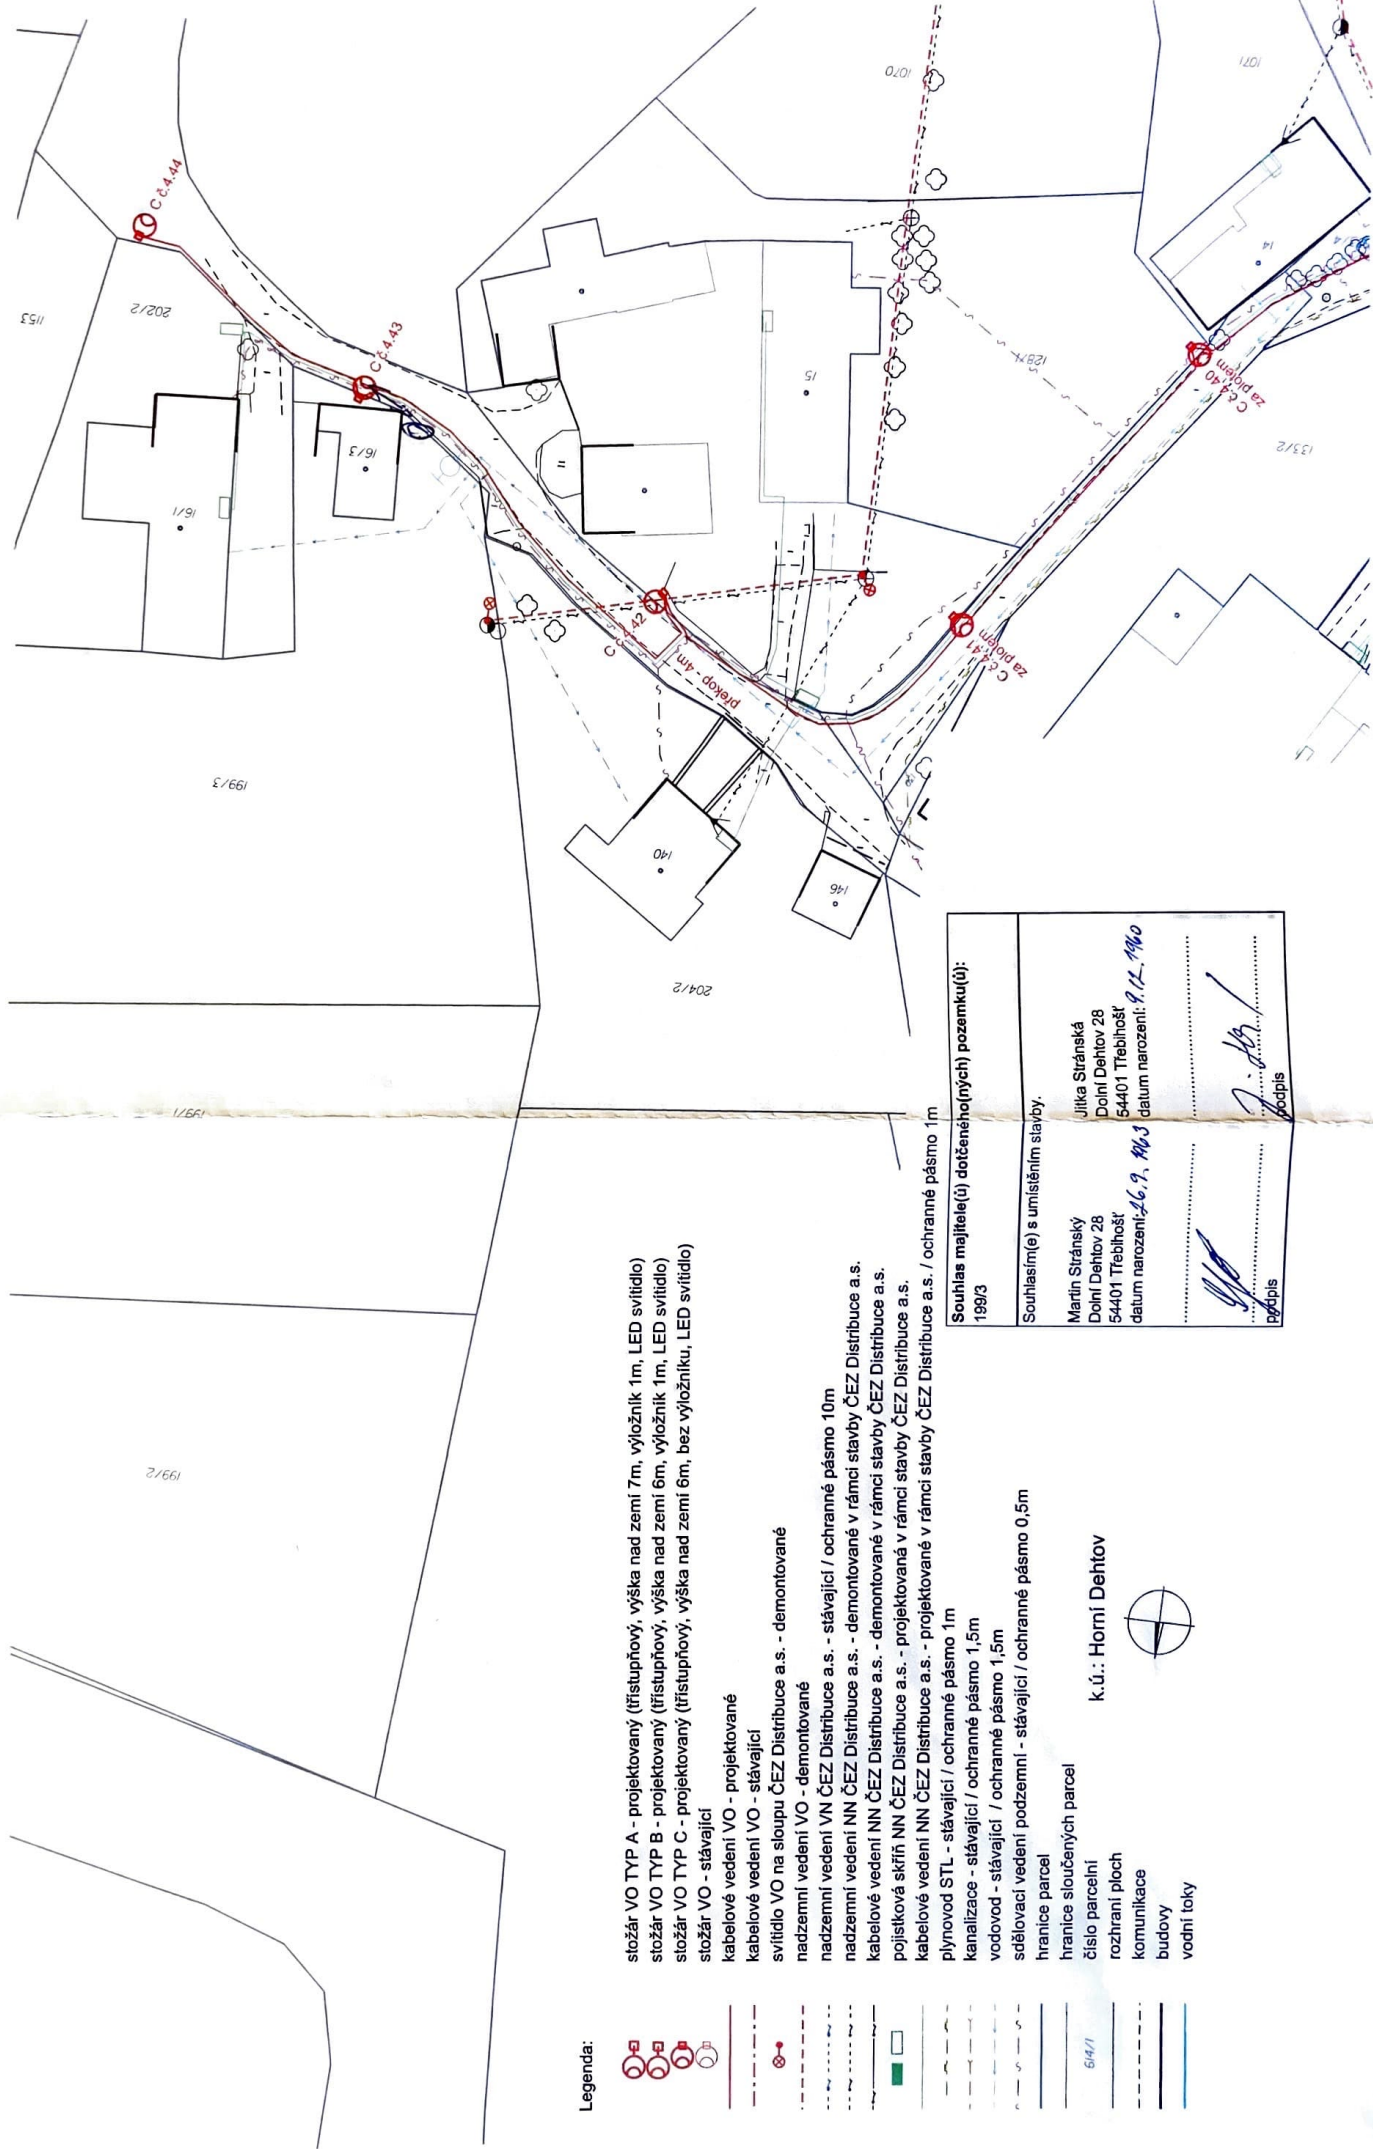 1153
202/2
C č.4.44
C č.4.43
16/1
16/3
1070
1071
15
14
128/1
133/2
C č.4.40
za plotem
C č.4.41
za plotem
překop - 4m
199/3
140
146
204/2
199/1
199/2
Souhlas majitele(ů) dotčeného(ných) pozemku(ů):
199/3
Souhlasím(e) s umístěním stavby.
Martin Stránský
Dolní Dehtov 28
54401 Třebihošť
datum narození: 26.9.1963
podpis
Jitka Stránská
Dolní Dehtov 28
54401 Třebihošť
datum narození: 9.12.1960
podpis
Legenda:
stožár VO TYP A - projektovaný (třístupňový, výška nad zemí 7m, výložník 1m, LED svítidlo)
stožár VO TYP B - projektovaný (třístupňový, výška nad zemí 6m, výložník 1m, LED svítidlo)
stožár VO TYP C - projektovaný (třístupňový, výška nad zemí 6m, bez výložníku, LED svítidlo)
stožár VO - stávající
kabelové vedení VO - projektované
kabelové vedení VO - stávající
svítidlo VO na sloupu ČEZ Distribuce a.s. - demontované
nadzemní vedení VO - demontované
nadzemní vedení VN ČEZ Distribuce a.s. - stávající / ochranné pásmo 10m
nadzemní vedení NN ČEZ Distribuce a.s. - demontované v rámci stavby ČEZ Distribuce a.s.
kabelové vedení NN ČEZ Distribuce a.s. - demontované v rámci stavby ČEZ Distribuce a.s.
pojistková skříň NN ČEZ Distribuce a.s. - projektovaná v rámci stavby ČEZ Distribuce a.s.
kabelové vedení NN ČEZ Distribuce a.s. - projektované v rámci stavby ČEZ Distribuce a.s. / ochranné pásmo 1m
plynovod STL - stávající / ochranné pásmo 1m
kanalizace - stávající / ochranné pásmo 1,5m
vodovod - stávající / ochranné pásmo 1,5m
sdělovací vedení podzemní - stávající / ochranné pásmo 0,5m
hranice parcel
hranice sloučených parcel
614/1 číslo parcelní
rozhraní ploch
komunikace
budovy
vodní toky
k.ú.: Horní Dehtov